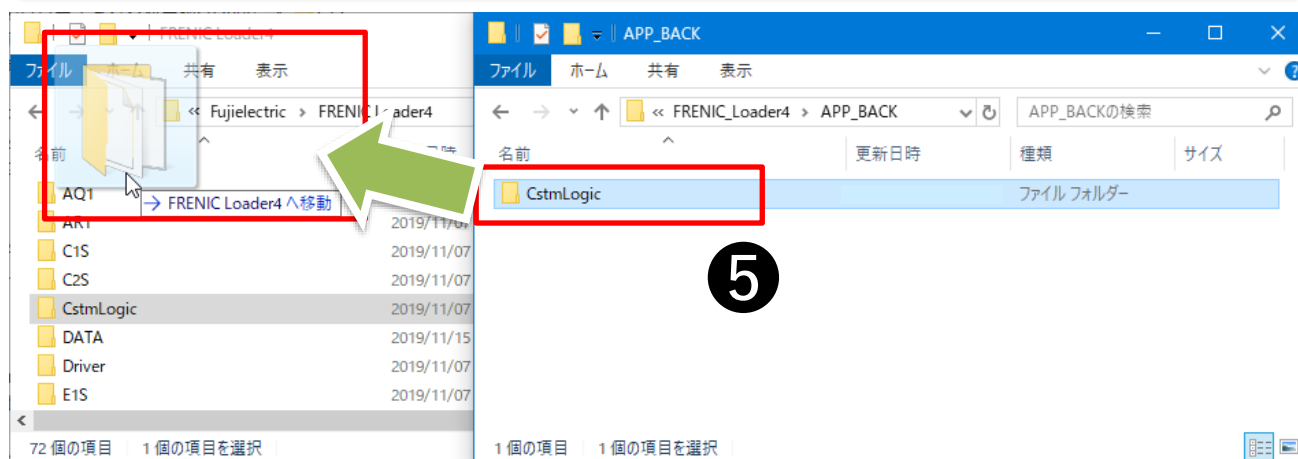 FRENIC Loader4
ファイル ホーム 共有 表示
« Fujielectric › FRENIC Loader4
名前 日時
AQ1
→ FRENIC Loader4 へ移動
AR1 2019/11/07
C1S 2019/11/07
C2S 2019/11/07
CstmLogic 2019/11/07
DATA 2019/11/15
Driver 2019/11/07
E1S 2019/11/07
72 個の項目 1 個の項目を選択
APP_BACK
ファイル ホーム 共有 表示
« FRENIC_Loader4 › APP_BACK APP_BACKの検索
名前 更新日時 種類 サイズ
CstmLogic ファイル フォルダー
5
1 個の項目 1 個の項目を選択